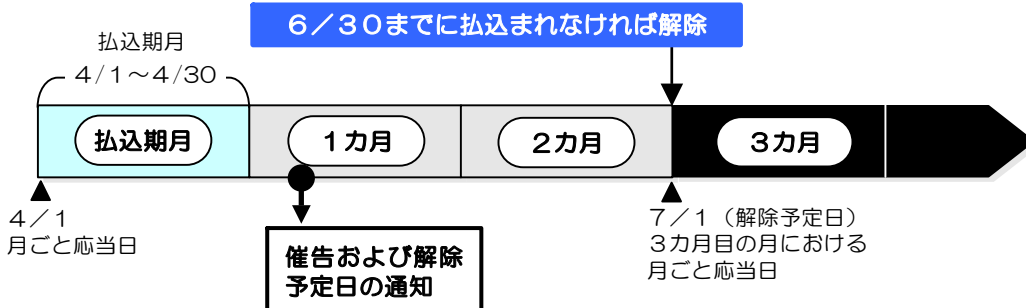 6/30までに払込まれなければ解除
払込期月
4/1~4/30
払込期月
1カ月
2カ月
3カ月
4/1
月ごと応当日
催告および解除
予定日の通知
7/1(解除予定日)
3カ月目の月における
月ごと応当日